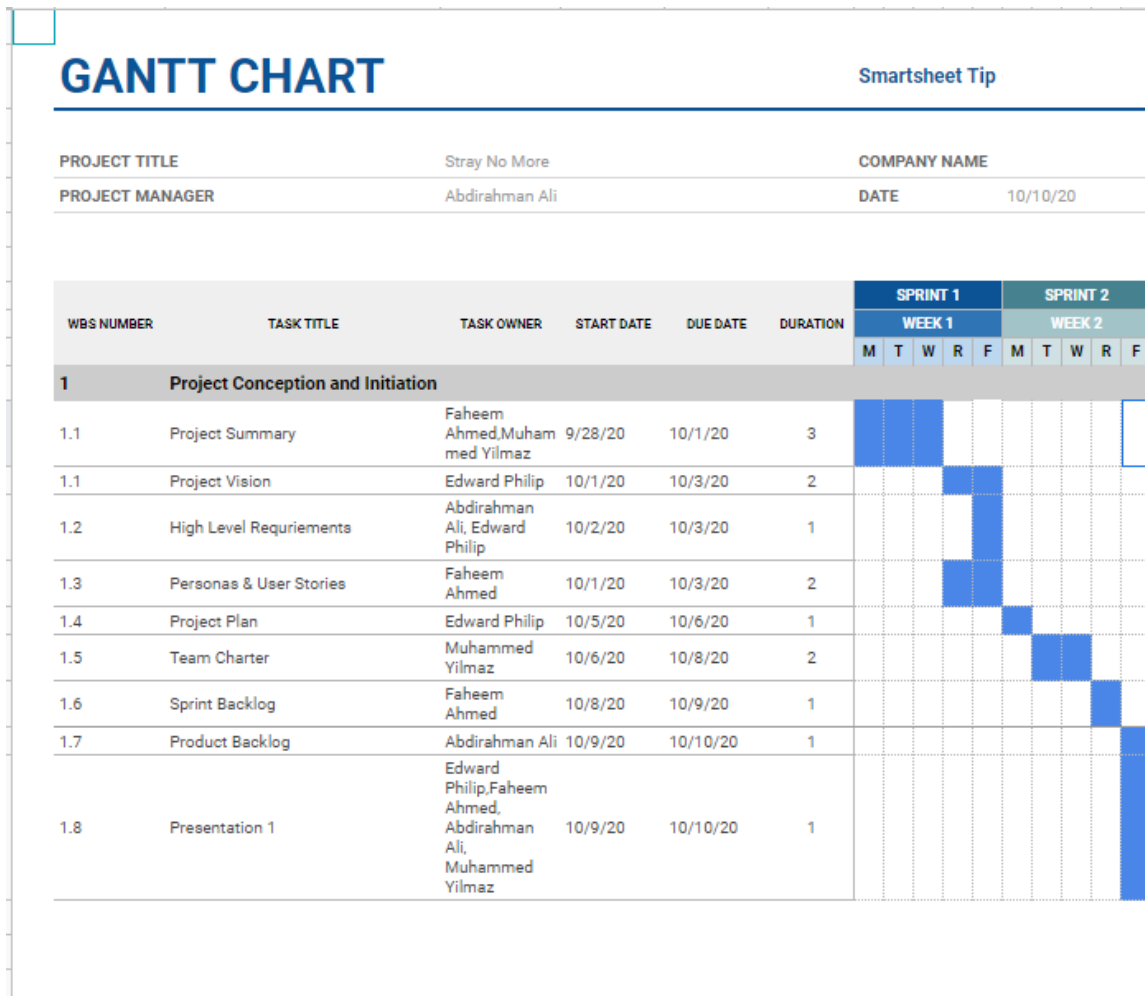 GANTT CHART
Smartsheet Tip
PROJECT TITLE Stray No More COMPANY NAME
PROJECT MANAGER Abdirahman Ali DATE 10/10/20
SPRINT 1 SPRINT 2
WBS NUMBER TASK TITLE TASK OWNER START DATE DUE DATE DURATION WEEK 1 WEEK 2
M T W R F M T W R F
1 Project Conception and Initiation
Faheem
1.1 Project Summary Ahmed,Muham 9/28/20 10/1/20 3
med Yilmaz
1.1 Project Vision Edward Philip 10/1/20 10/3/20 2
Abdirahman
1.2 High Level Requriements Ali, Edward 10/2/20 10/3/20 1
Philip
Faheem
1.3 Personas & User Stories 10/1/20 10/3/20 2
Ahmed
1.4 Project Plan Edward Philip 10/5/20 10/6/20 1
Muhammed
1.5 Team Charter 10/6/20 10/8/20 2
Yilmaz
Faheem
1.6 Sprint Backlog 10/8/20 10/9/20 1
Ahmed
1.7 Product Backlog Abdirahman Ali 10/9/20 10/10/20 1
Edward
Philip,Faheem
Ahmed,
1.8 Presentation 1 Abdirahman 10/9/20 10/10/20 1
Ali,
Muhammed
Yilmaz